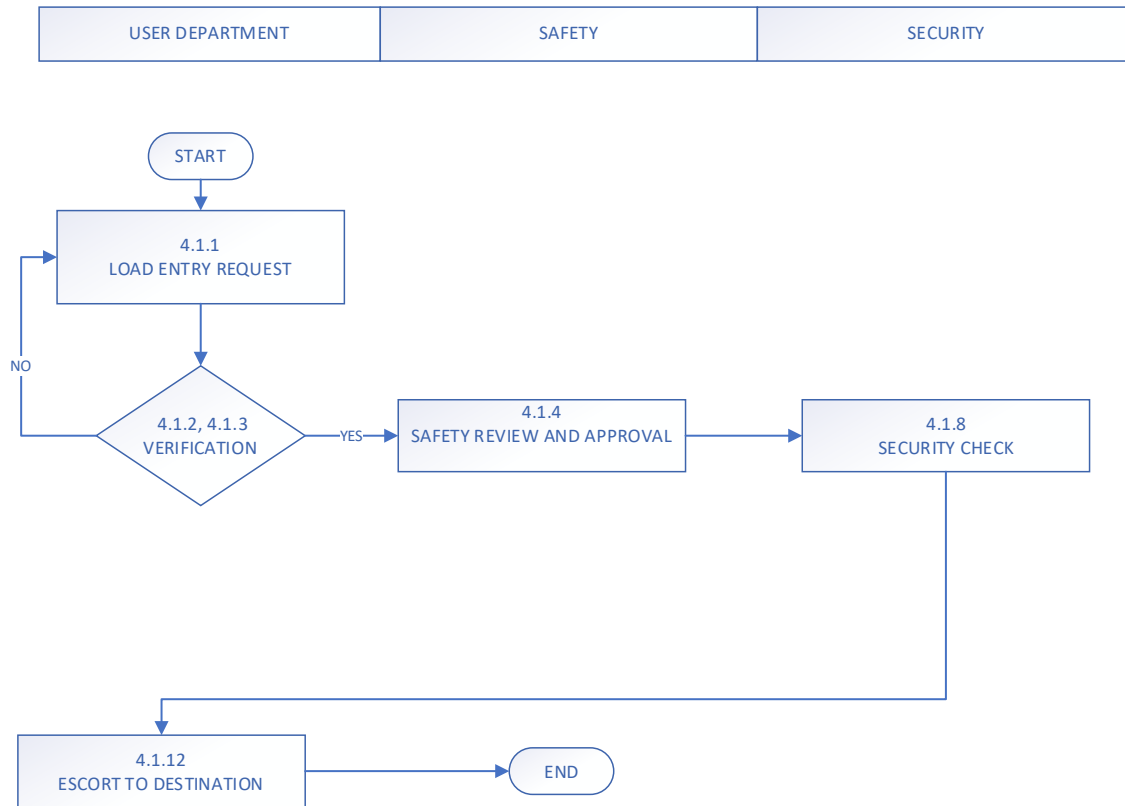 USER DEPARTMENT
SAFETY
SECURITY
START
4.1.1
LOAD ENTRY REQUEST
NO
4.1.2, 4.1.3
VERIFICATION
YES
4.1.4
SAFETY REVIEW AND APPROVAL
4.1.8
SECURITY CHECK
4.1.12
ESCORT TO DESTINATION
END